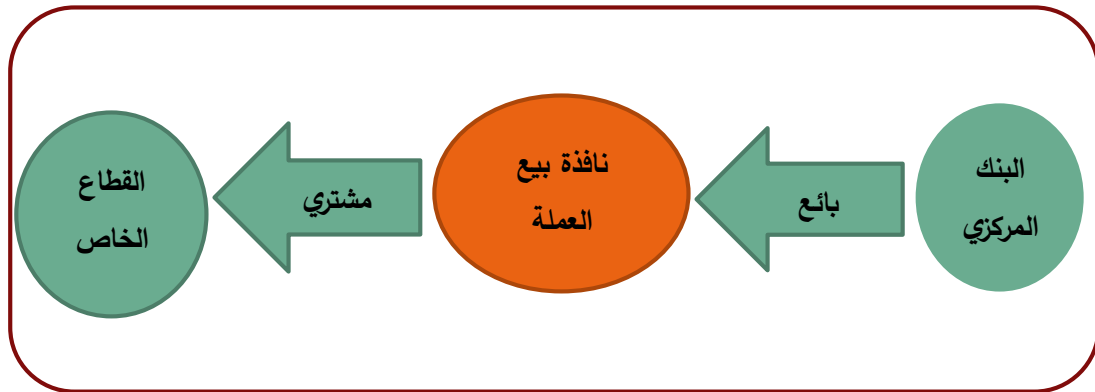 البنك
المركزي
بائع
نافذة بيع
العملة
مشتري
القطاع
الخاص